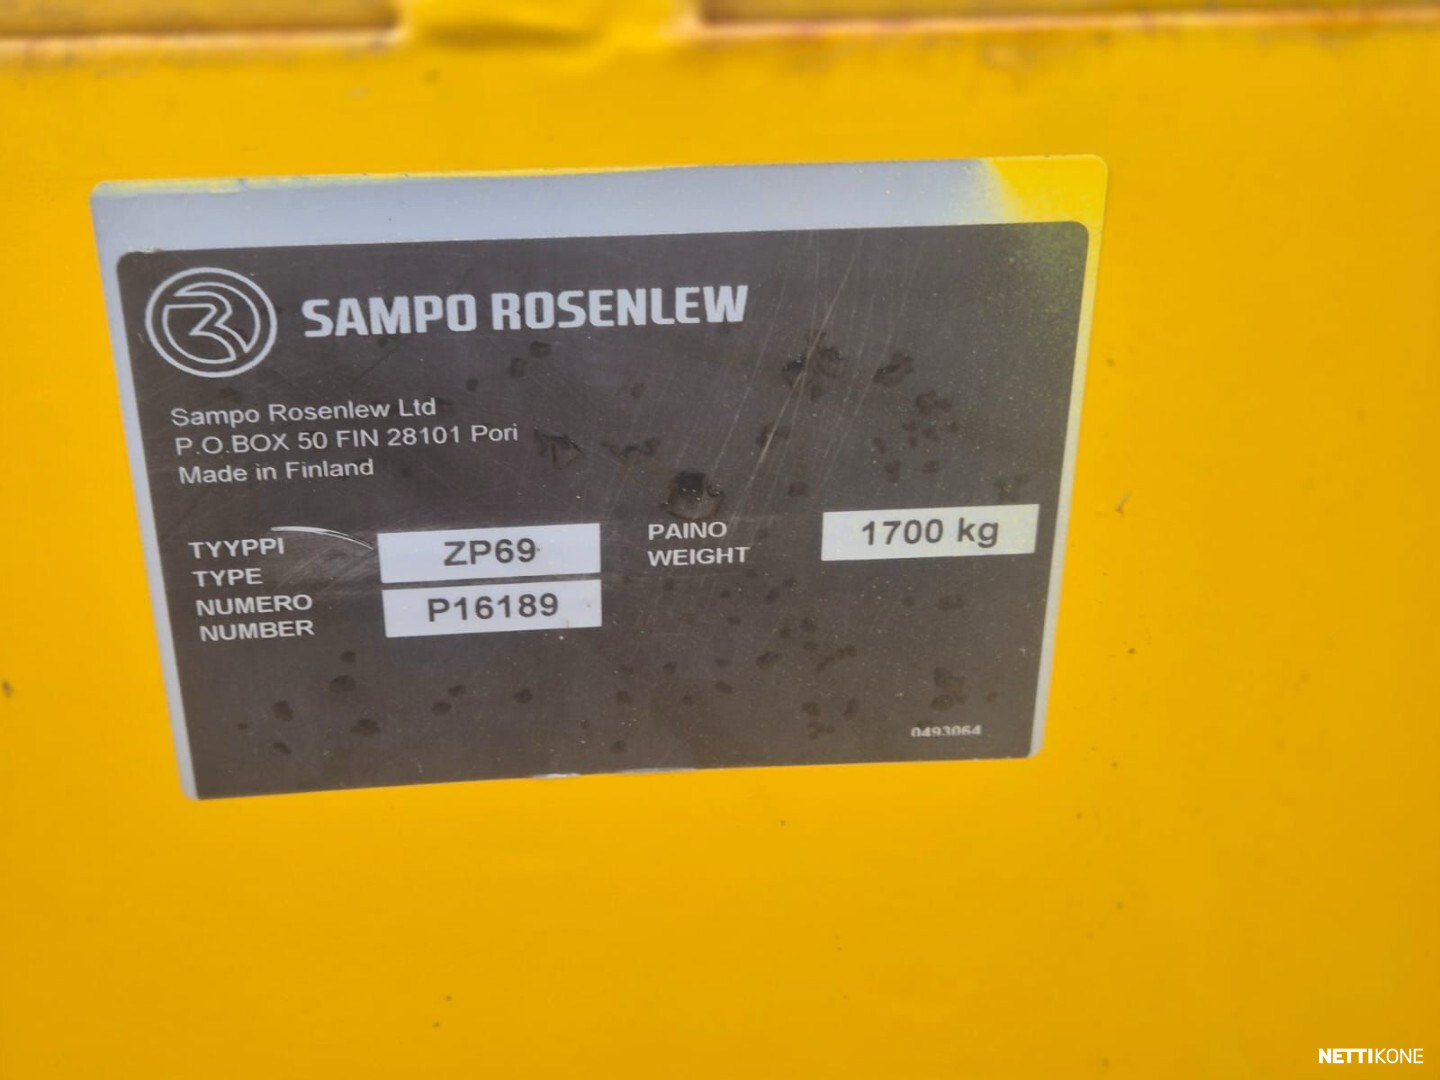 SAMPO ROSENLEW
Sampo Rosenlew Ltd
P.O.BOX 50 FIN 28101 Pori
Made in Finland
TYYPPI
TYPE
ZP69
NUMERO
NUMBER
P16189
PAINO
WEIGHT
1700 kg
0493064
NETTIKONE